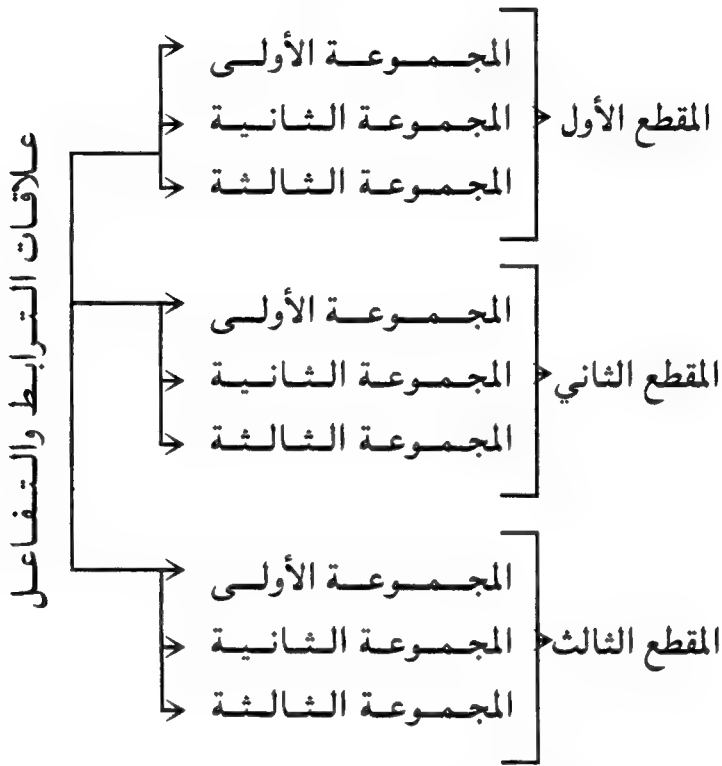 المقطع الأول
المجموعة الأولى
المجموعة الثانية
المجموعة الثالثة
المقطع الثاني
المجموعة الأولى
المجموعة الثانية
المجموعة الثالثة
المقطع الثالث
المجموعة الأولى
المجموعة الثانية
المجموعة الثالثة
علاقات الترابط والتفاعل